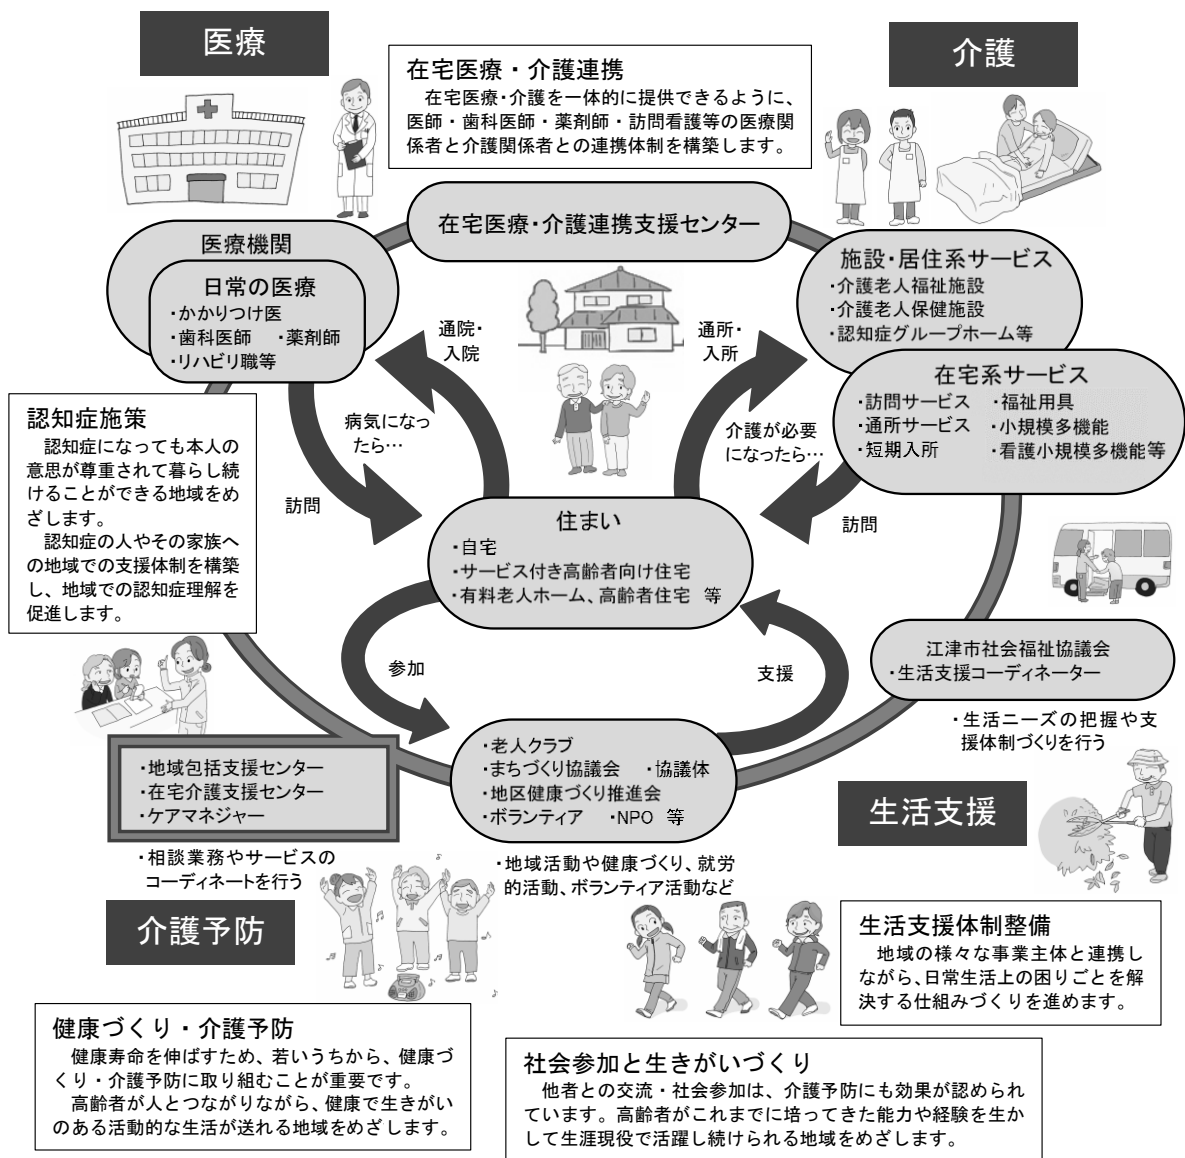 医療
介護
在宅医療・介護連携
在宅医療・介護を一体的に提供できるように、
医師・歯科医師・薬剤師・訪問看護等の医療関
係者と介護関係者との連携体制を構築します。
在宅医療・介護連携支援センター
医療機関
日常の医療
・かかりつけ医
・歯科医師　・薬剤師
・リハビリ職等
施設・居住系サービス
・介護老人福祉施設
・介護老人保健施設
・認知症グループホーム等
在宅系サービス
・訪問サービス　・福祉用具
・通所サービス　・小規模多機能
・短期入所　・看護小規模多機能等
通院・
入院
通所・
入所
病気になっ
たら…
介護が必要
になったら…
訪問
訪問
認知症施策
認知症になっても本人の
意思が尊重されて暮らし続
けることができる地域をめ
ざします。
認知症の人やその家族へ
の地域での支援体制を構築
し、地域での認知症理解を
促進します。
住まい
・自宅
・サービス付き高齢者向け住宅
・有料老人ホーム、高齢者住宅　等
参加
支援
江津市社会福祉協議会
・生活支援コーディネーター
・生活ニーズの把握や支
援体制づくりを行う
・地域包括支援センター
・在宅介護支援センター
・ケアマネジャー
・相談業務やサービスの
コーディネートを行う
・老人クラブ
・まちづくり協議会　・協議体
・地区健康づくり推進会
・ボランティア　・NPO　等
・地域活動や健康づくり、就労
的活動、ボランティア活動など
生活支援
介護予防
生活支援体制整備
地域の様々な事業主体と連携し
ながら、日常生活上の困りごとを解
決する仕組みづくりを進めます。
健康づくり・介護予防
健康寿命を伸ばすため、若いうちから、健康づ
くり・介護予防に取り組むことが重要です。
高齢者が人とつながりながら、健康で生きがい
のある活動的な生活が送れる地域をめざします。
社会参加と生きがいづくり
他者との交流・社会参加は、介護予防にも効果が認められ
ています。高齢者がこれまでに培ってきた能力や経験を生か
して生涯現役で活躍し続けられる地域をめざします。